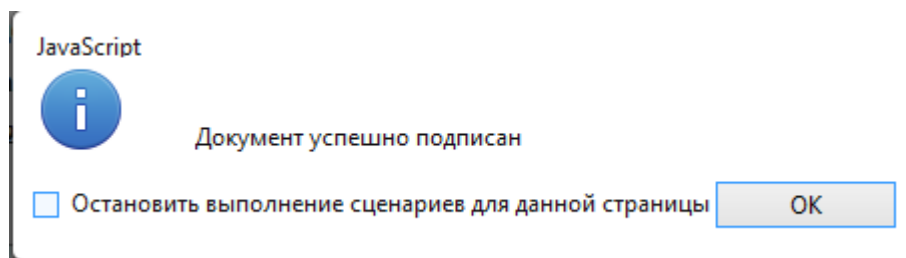 JavaScript
Документ успешно подписан
Остановить выполнение сценариев для данной страницы OK